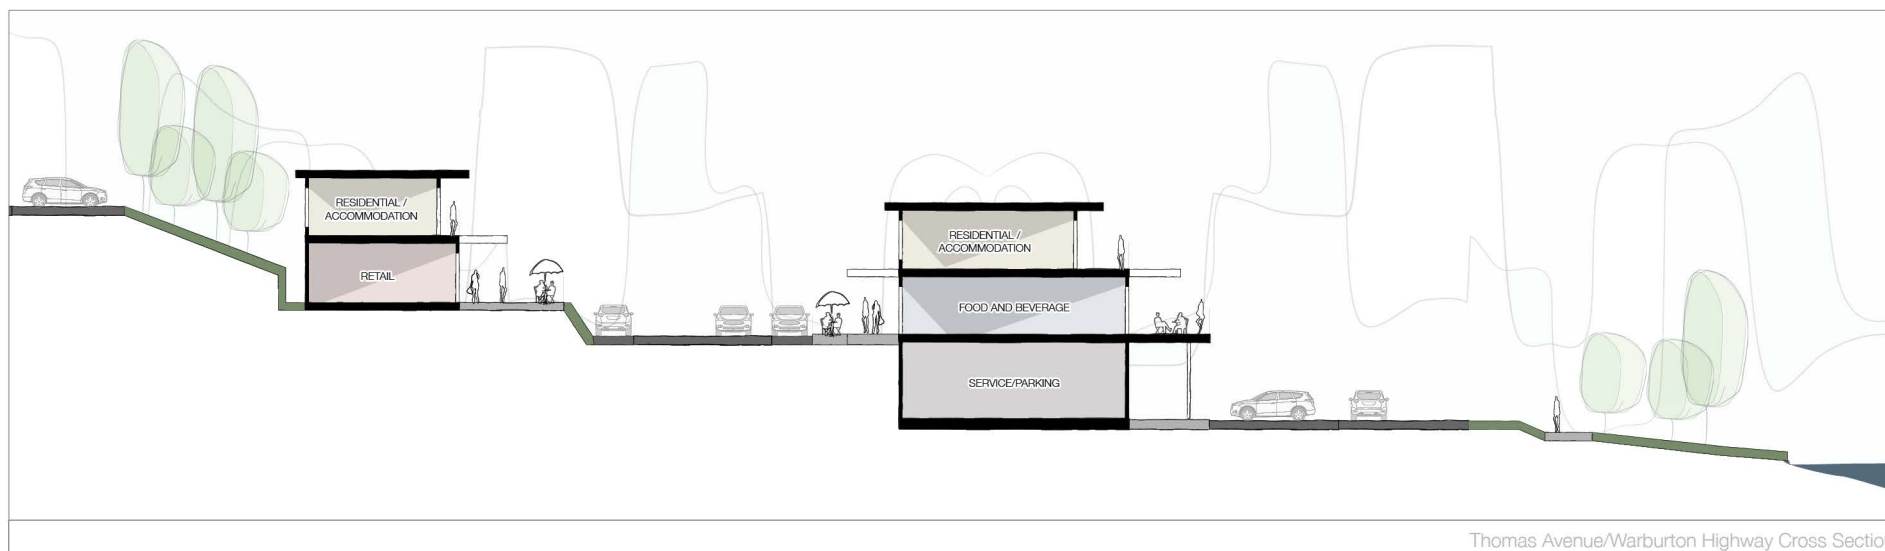 RESIDENTIAL /
ACCOMMODATION
RETAIL
RESIDENTIAL /
ACCOMMODATION
FOOD AND BEVERAGE
SERVICE/PARKING
Thomas Avenue/Warburton Highway Cross Sectio